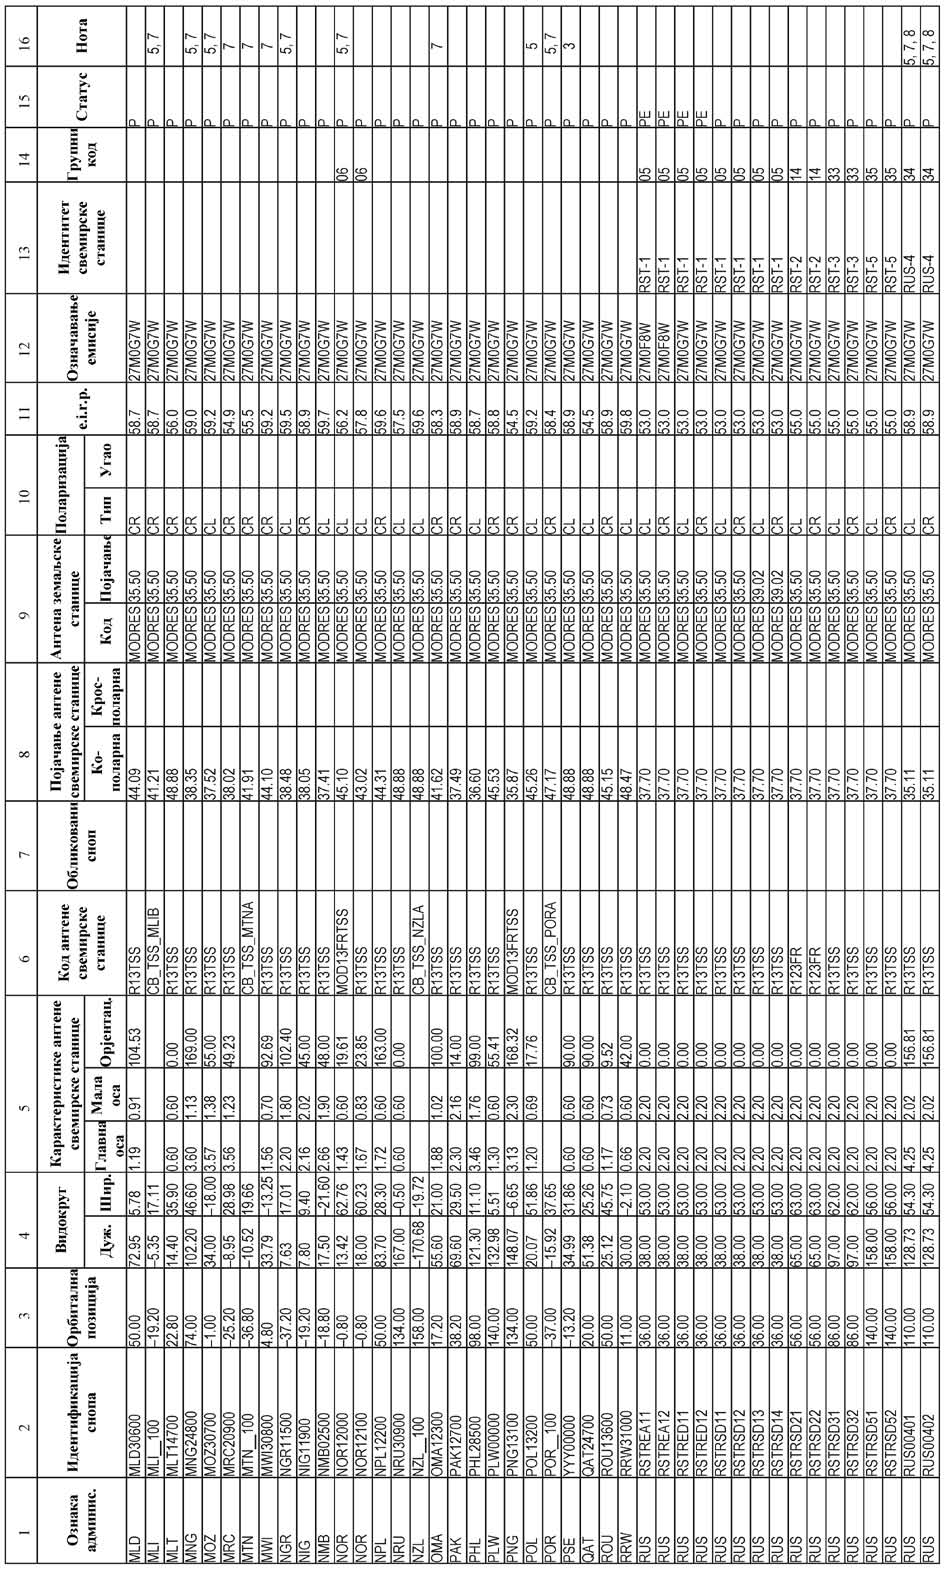 1 2 3 4 5 6 7 8 9 10 11 12 13 14 15 16
Ознака админис. Идентификација снопа Орбитална позиција Видокруг Карактеристике антене свемирске станице Код антене свемирске станице Обликовани сноп Појачање антене свемирске станице Антена земаљске станице Поларизација e.i.r.p. Означавање емисије Идентитет свемирске станице Групни код Статус Нота
Дуж. Шир. Главна оса Мала оса Орјентац. Ко-поларна Крос-поларна Код Појачање Тип Угао
MLD MLD30600 50.00 72.95 5.78 1.19 0.91 104.53 R13TSS 44.09 MODRES 35.50 CR 58.7 27M0G7W P
MLI MLI__100 –19.20 –5.35 17.11 CB_TSS_MLIB 41.21 MODRES 35.50 CR 58.7 27M0G7W P 5, 7
MLT MLT14700 22.80 14.40 35.90 0.60 0.60 0.00 R13TSS 48.88 MODRES 35.50 CR 56.0 27M0G7W P
MNG MNG24800 74.00 102.20 46.60 3.60 1.13 169.00 R13TSS 38.35 MODRES 35.50 CL 59.0 27M0G7W P 5, 7
MOZ MOZ30700 –1.00 34.00 –18.00 3.57 1.38 55.00 R13TSS 37.52 MODRES 35.50 CL 59.2 27M0G7W P 5, 7
MRC MRC20900 –25.20 –6.95 28.98 3.56 1.23 49.23 R13TSS 38.02 MODRES 35.50 CR 54.9 27M0G7W P 7
MTN MTN__100 –36.80 –10.52 19.66 CB_TSS_MTNA 41.91 MODRES 35.50 CR 55.5 27M0G7W P 7
MWI MWI30800 4.80 33.79 –13.25 1.56 0.70 92.69 R13TSS 44.10 MODRES 35.50 CR 59.2 27M0G7W P 7
NGR NGR11500 –37.20 7.63 17.01 2.20 1.80 102.40 R13TSS 38.48 MODRES 35.50 CL 59.5 27M0G7W P 5, 7
NIG NIG11900 –19.20 7.80 9.40 2.16 2.02 45.00 R13TSS 38.05 MODRES 35.50 CR 58.9 27M0G7W P
NMB NMB02500 –18.80 17.50 –21.60 2.66 1.90 48.00 R13TSS 37.41 MODRES 35.50 CL 59.7 27M0G7W P
NOR NOR12000 –0.80 13.42 62.76 1.43 0.60 19.61 MOD13FRTSS 45.10 MODRES 35.50 CL 56.2 27M0G7W 06 P 5, 7
NOR NOR12100 –0.80 18.00 60.23 1.67 0.83 23.85 R13TSS 43.02 MODRES 35.50 CL 57.8 27M0G7W 06 P
NPL NPL12200 50.00 83.70 28.30 1.72 0.60 163.00 R13TSS 44.31 MODRES 35.50 CR 59.6 27M0G7W P
NRU NRU30900 134.00 167.00 –0.50 0.60 0.60 0.00 R13TSS 48.88 MODRES 35.50 CL 57.5 27M0G7W P
NZL NZL__100 158.00 –170.68 –19.72 CB_TSS_NZLA 48.88 MODRES 35.50 CL 59.6 27M0G7W P
OMA OMA12300 17.20 55.60 21.00 1.88 1.02 100.00 R13TSS 41.62 MODRES 35.50 CR 58.3 27M0G7W P 7
PAK PAK12700 38.20 69.60 29.50 2.30 2.16 14.00 R13TSS 37.49 MODRES 35.50 CR 58.9 27M0G7W P
PHL PHL28500 98.00 121.30 11.10 3.46 1.76 99.00 R13TSS 36.60 MODRES 35.50 CL 58.7 27M0G7W P
PLW PLW00000 140.00 132.98 5.51 1.30 0.60 55.41 R13TSS 45.53 MODRES 35.50 CL 58.8 27M0G7W P
PNG PNG13100 134.00 148.07 –6.65 3.13 2.30 168.32 MOD13FRTSS 35.87 MODRES 35.50 CR 54.5 27M0G7W P
POL POL13200 50.00 20.07 51.86 1.20 0.69 17.76 R13TSS 45.26 MODRES 35.50 CL 59.2 27M0G7W P 5
POR POR__100 –37.00 –15.92 37.65 CB_TSS_PORA 47.17 MODRES 35.50 CL 58.4 27M0G7W P 5, 7
PSE YYY00000 –13.20 34.99 31.86 0.60 0.60 90.00 R13TSS 48.88 MODRES 35.50 CL 58.9 27M0G7W P 3
QAT QAT24700 20.00 51.38 25.26 0.60 0.60 90.00 R13TSS 48.88 MODRES 35.50 CL 54.5 27M0G7W P
ROU ROU13600 50.00 25.12 45.75 1.17 0.73 9.52 R13TSS 45.15 MODRES 35.50 CR 58.9 27M0G7W P
RRW RRW31000 11.00 30.00 –2.10 0.66 0.60 42.00 R13TSS 48.47 MODRES 35.50 CL 59.8 27M0G7W P
RUS RSTREA11 36.00 38.00 53.00 2.20 2.20 0.00 R13TSS 37.70 MODRES 35.50 CL 53.0 27M0F8W RST-1 05 PE
RUS RSTREA12 36.00 38.00 53.00 2.20 2.20 0.00 R13TSS 37.70 MODRES 35.50 CR 53.0 27M0F8W RST-1 05 PE
RUS RSTRED11 36.00 38.00 53.00 2.20 2.20 0.00 R13TSS 37.70 MODRES 35.50 CL 53.0 27M0G7W RST-1 05 PE
RUS RSTRED12 36.00 38.00 53.00 2.20 2.20 0.00 R13TSS 37.70 MODRES 35.50 CR 53.0 27M0G7W RST-1 05 PE
RUS RSTRSD11 36.00 38.00 53.00 2.20 2.20 0.00 R13TSS 37.70 MODRES 35.50 CL 53.0 27M0G7W RST-1 05 P
RUS RSTRSD12 36.00 38.00 53.00 2.20 2.20 0.00 R13TSS 37.70 MODRES 35.50 CR 53.0 27M0G7W RST-1 05 P
RUS RSTRSD13 36.00 38.00 53.00 2.20 2.20 0.00 R13TSS 37.70 MODRES 39.02 CL 53.0 27M0G7W RST-1 05 P
RUS RSTRSD14 36.00 38.00 53.00 2.20 2.20 0.00 R13TSS 37.70 MODRES 39.02 CR 53.0 27M0G7W RST-1 05 P
RUS RSTRSD21 56.00 65.00 63.00 2.20 2.20 0.00 R123FR 37.70 MODRES 35.50 CL 55.0 27M0G7W RST-2 14 P
RUS RSTRSD22 56.00 65.00 63.00 2.20 2.20 0.00 R123FR 37.70 MODRES 35.50 CR 55.0 27M0G7W RST-2 14 P
RUS RSTRSD31 86.00 97.00 62.00 2.20 2.20 0.00 R13TSS 37.70 MODRES 35.50 CL 55.0 27M0G7W RST-3 33 P
RUS RSTRSD32 86.00 97.00 62.00 2.20 2.20 0.00 R13TSS 37.70 MODRES 35.50 CR 55.0 27M0G7W RST-3 33 P
RUS RSTRSD51 140.00 158.00 56.00 2.20 2.20 0.00 R13TSS 37.70 MODRES 35.50 CL 55.0 27M0G7W RST-5 35 P
RUS RSTRSD52 140.00 158.00 56.00 2.20 2.20 0.00 R13TSS 37.70 MODRES 35.50 CR 55.0 27M0G7W RST-5 35 P
RUS RUS00401 110.00 128.73 54.30 4.25 2.02 156.81 R13TSS 35.11 MODRES 35.50 CL 58.9 27M0G7W RUS-4 34 P 5, 7, 8
RUS RUS00402 110.00 128.73 54.30 4.25 2.02 156.81 R13TSS 35.11 MODRES 35.50 CR 58.9 27M0G7W RUS-4 34 P 5, 7, 8